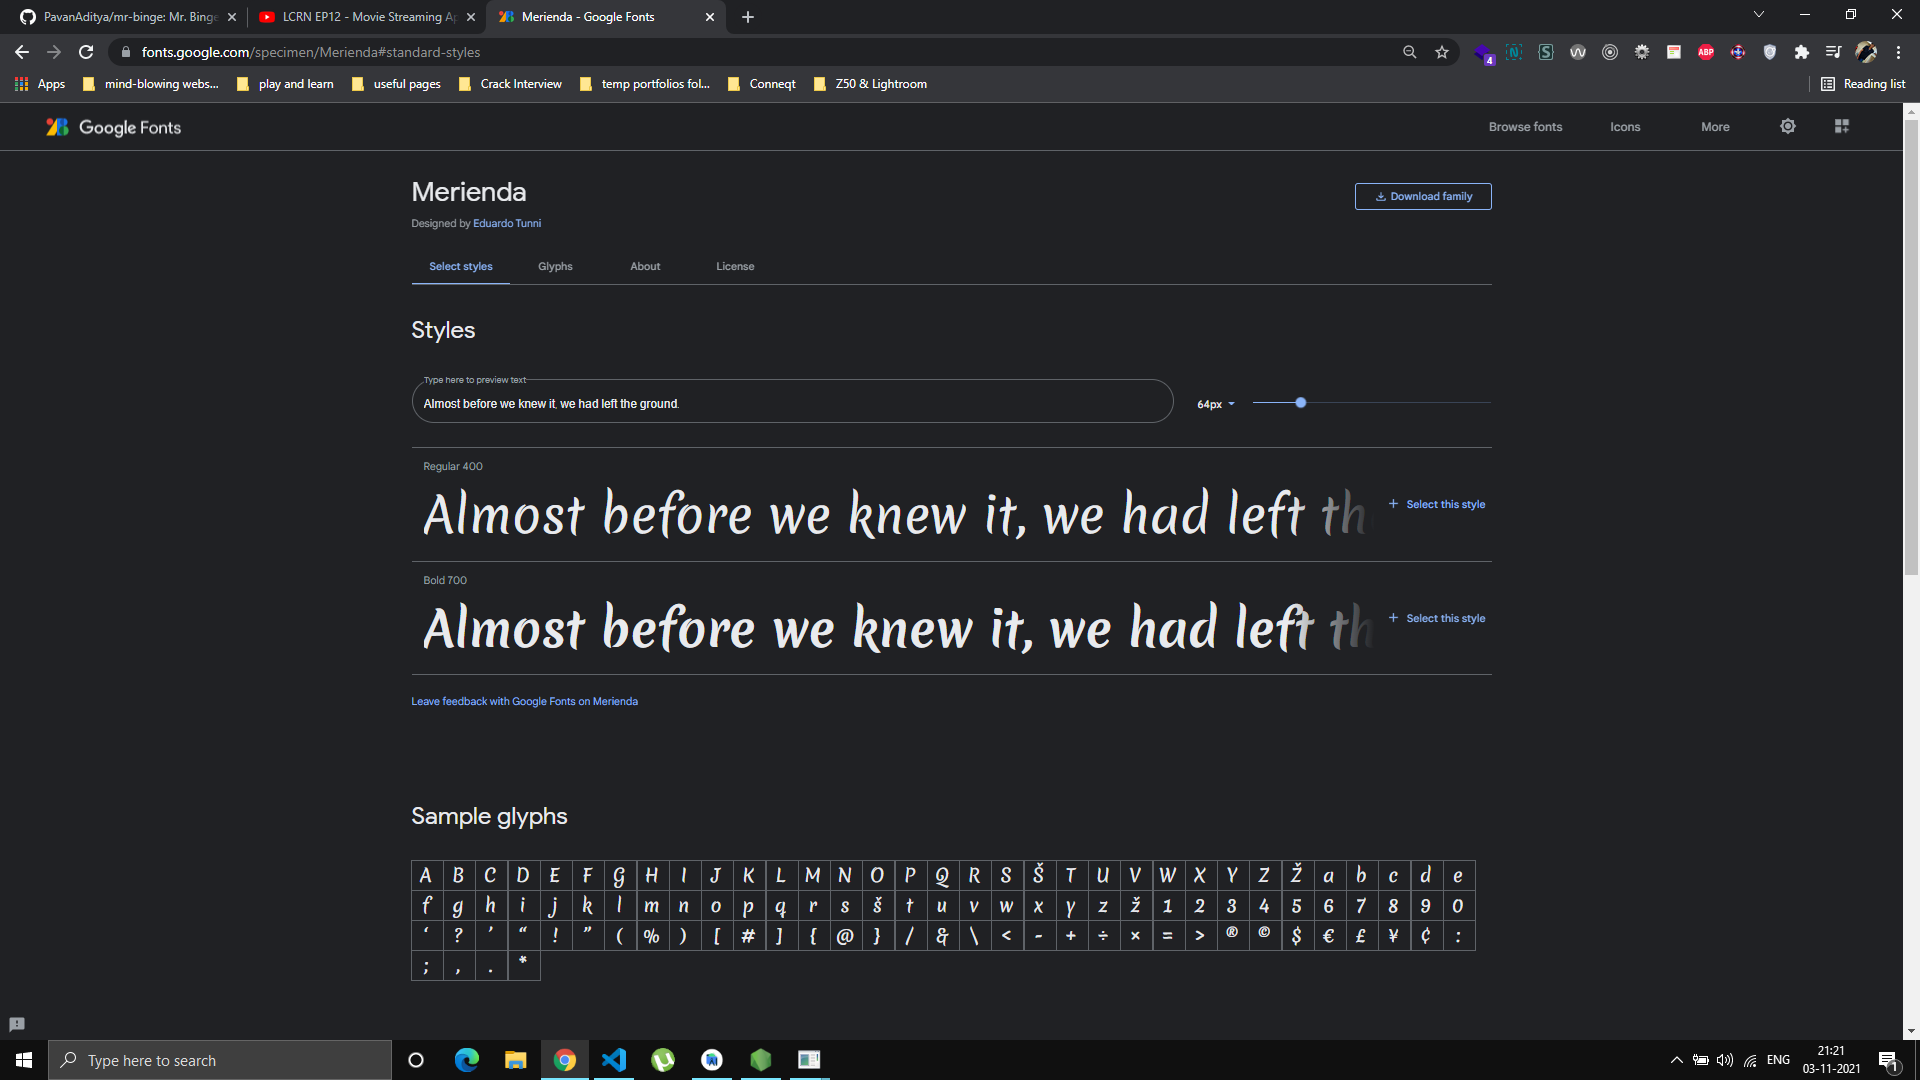 PavanAditya/mr-binge: Mr. Binge
LCRN EP12 - Movie Streaming Ap
Merienda - Google Fonts
fonts.google.com/specimen/Merienda#standard-styles
4
ABP
Apps
mind-blowing webs...
play and learn
useful pages
Crack Interview
temp portfolios fol...
Conneqt
Z50 & Lightroom
Reading list
Google Fonts
Browse fonts
Icons
More
Merienda
Download family
Designed by Eduardo Tunni
Select styles
Glyphs
About
License
Styles
Type here to preview text
Almost before we knew it, we had left the ground.
64px
Regular 400
Almost before we knew it, we had left th
+ Select this style
Bold 700
Almost before we knew it, we had left th
+ Select this style
Leave feedback with Google Fonts on Merienda
Sample glyphs
A B C D E F G H I J K L M N O P Q R S Š T U V W X Y Z Ž a b c d e
f g h i j k l m n o p q r s š t u v w x y z ž 1 2 3 4 5 6 7 8 9 0
‘ ? ’ “ ! ” ( % ) [ # ] { @ } / & \ < - + ÷ × = > ® © $ € £ ¥ ¢ :
; , . *
Type here to search
ENG
21:21
03-11-2021
1